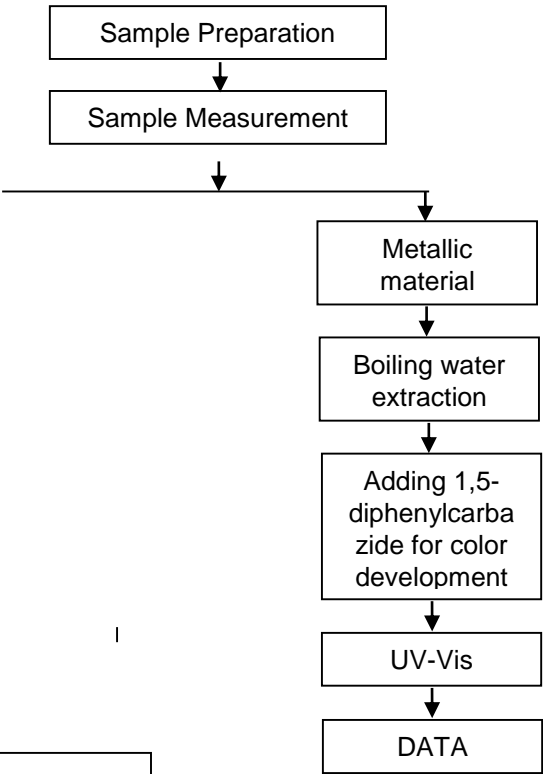 Sample Preparation
Sample Measurement
Metallic
material
Boiling water
extraction
Adding 1,5-
diphenylcarba
zide for color
development
UV-Vis
DATA